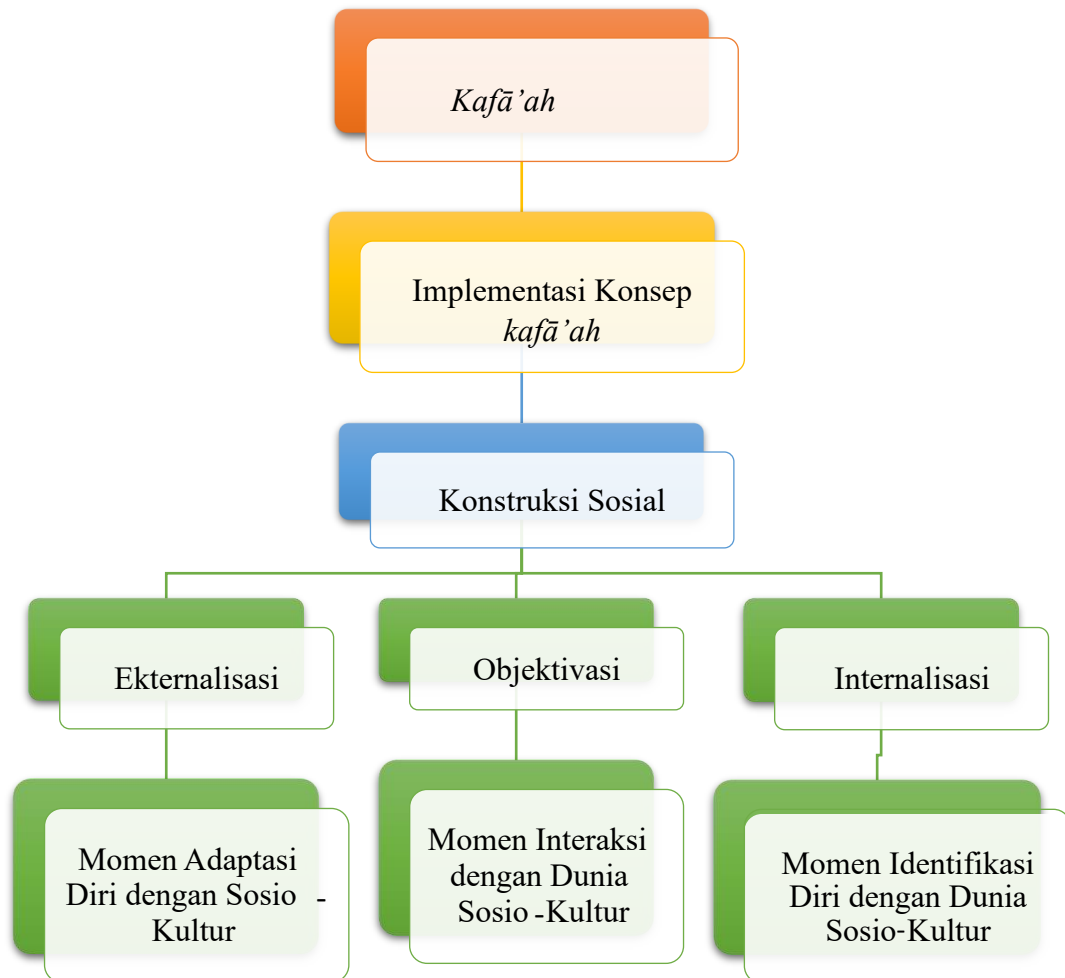 Kafā’ah
Implementasi Konsep
kafā’ah
Konstruksi Sosial
Ekternalisasi
Objektivasi
Internalisasi
Momen Adaptasi
Diri dengan Sosio -
Kultur
Momen Interaksi
dengan Dunia
Sosio -Kultur
Momen Identifikasi
Diri dengan Dunia
Sosio-Kultur